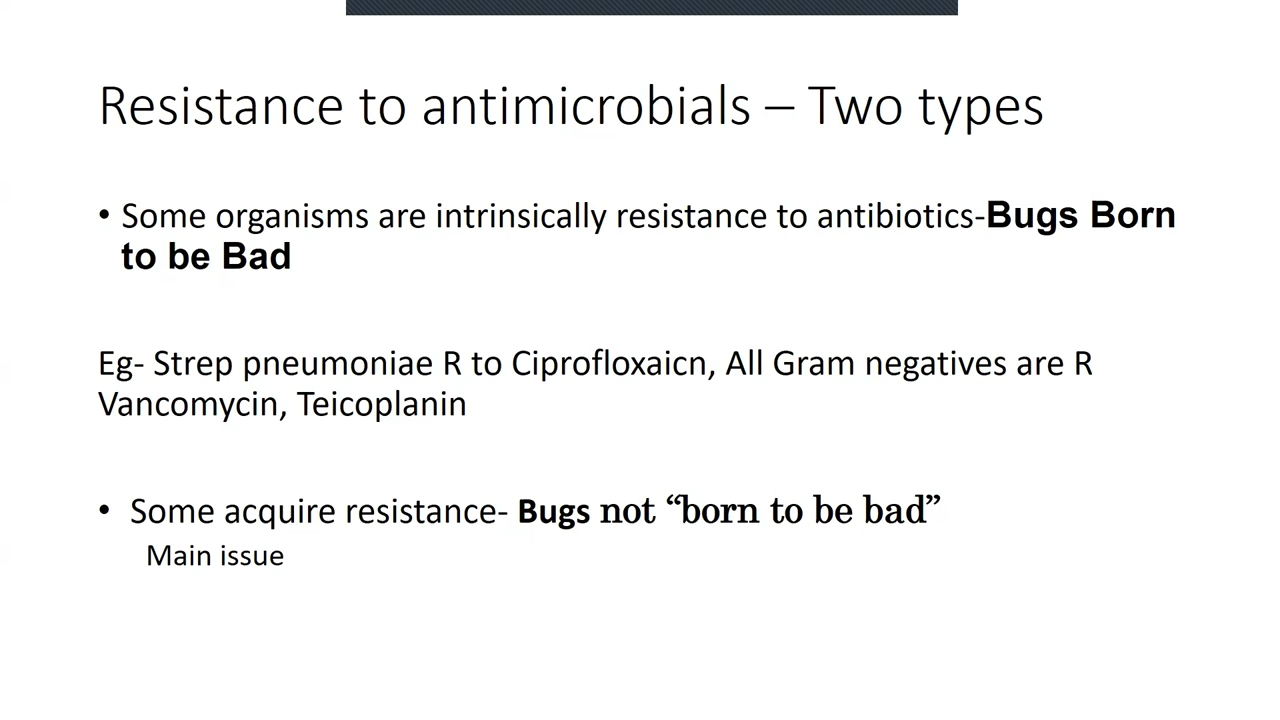 Resistance to antimicrobials – Two types
• Some organisms are intrinsically resistance to antibiotics-Bugs Born
to be Bad
Eg- Strep pneumoniae R to Ciprofloxaicn, All Gram negatives are R
Vancomycin, Teicoplanin
• Some acquire resistance- Bugs not “born to be bad”
Main issue